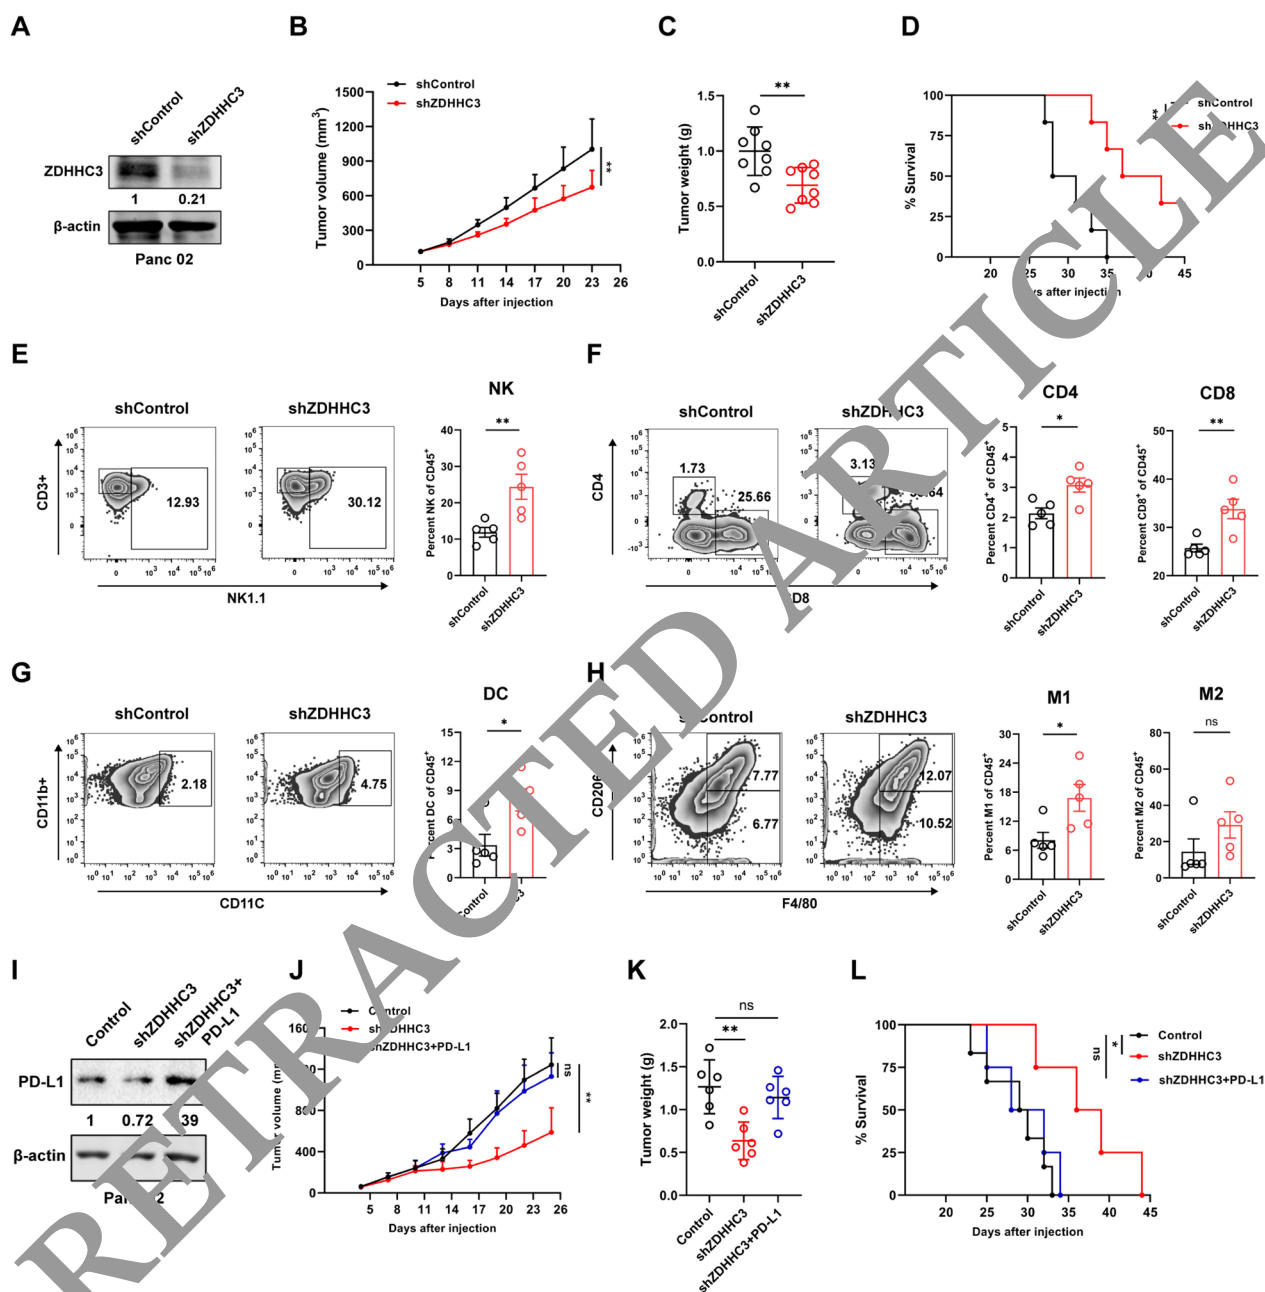 A
shControl
shZDHHC3
ZDHHC3
1
0.21
β-actin
Panc 02
B
shControl
shZDHHC3
Tumor volume (mm³)
1500
1200
900
600
300
0
5 8 11 14 17 20 23 26
Days after injection
**
C
**
Tumor weight (g)
1.5
1.0
0.5
0.0
shControl
shZDHHC3
D
shControl
shZDHHC3
**
% Survival
100
75
50
25
0
20 25 30 35 45
after injection
E
shControl
shZDHHC3
CD3+
12.93
30.12
NK1.1
NK
**
Percent NK of CD45⁺
40
30
20
10
0
shControl
shZDHHC3
F
shControl
shZDHHC3
CD4
1.73
25.66
3.13
CD4
*
Percent CD4⁺ of CD45⁺
5
4
3
2
1
0
shControl
shZDHHC3
CD8
**
Percent CD8⁺ of CD45⁺
50
40
30
20
shControl
shZDHHC3
G
shControl
shZDHHC3
CD11b+
2.18
4.75
CD11C
DC
*
DC of CD45⁺
15
12
9
6
3
0
H
shZDHHC3
CD206
7.77
6.77
12.07
10.52
F4/80
M1
*
Percent M1 of CD45⁺
30
24
18
12
6
0
shControl
shZDHHC3
M2
ns
Percent M2 of CD45⁺
80
60
40
20
0
shControl
shZDHHC3
I
Control
shZDHHC3
shZDHHC3+
PD-L1
PD-L1
1
0.72
β-actin
J
Control
shZDHHC3
shZDHHC3+PD-L1
Tumor volume
400
0
5 8 11 14 17 20 23 26
Days after injection
ns
**
K
ns
**
Tumor weight (g)
2.0
1.5
1.0
0.5
0.0
Control
shZDHHC3
shZDHHC3+PD-L1
L
Control
shZDHHC3
shZDHHC3+PD-L1
ns
*
% Survival
100
75
50
25
0
20 25 30 35 40 45
Days after injection
RETRACTED ARTICLE